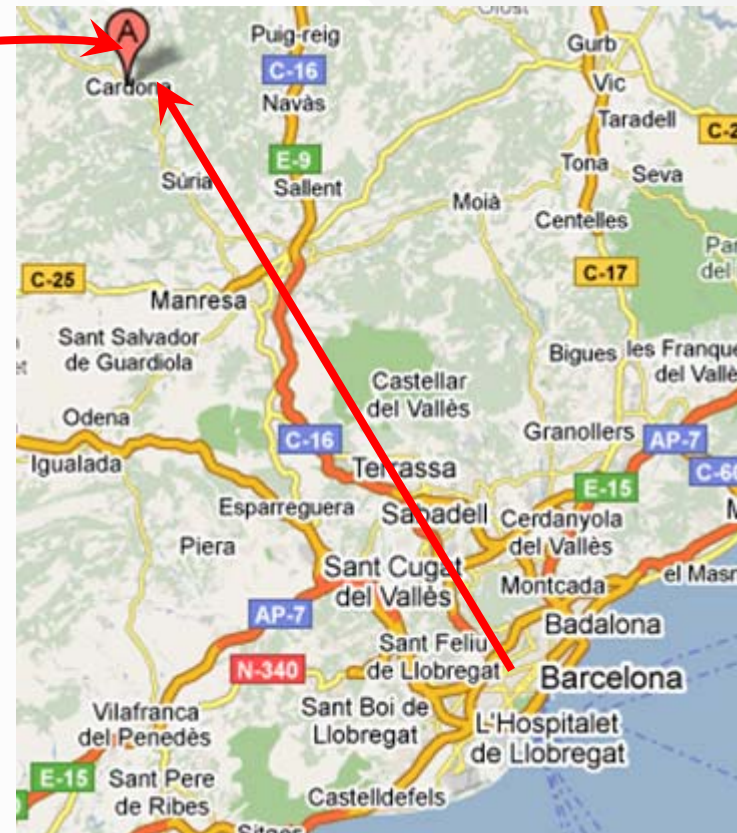 A
Puig-reig
Gurb
Cardona
C-16
Vic
Navàs
Taradell
E-9
Tona
Seva
Súria
Sallent
Moià
Centelles
C-25
C-17
Manresa
Sant Salvador
de Guardiola
Bigues
les Franque
del Vallè
Castellar
del Vallès
Odena
Granollers
AP-7
C-16
Igualada
Terrassa
C-60
E-15
Esparreguera
Sabadell
Cerdanyola
del Vallès
Piera
Sant Cugat
del Vallès
Montcada
el Masn
AP-7
Badalona
Sant Feliu
de Llobregat
N-340
Barcelona
Vilafranca
del Penedès
Sant Boi de
Llobregat
L'Hospitalet
de Llobregat
E-15
Sant Pere
de Ribes
Castelldefels